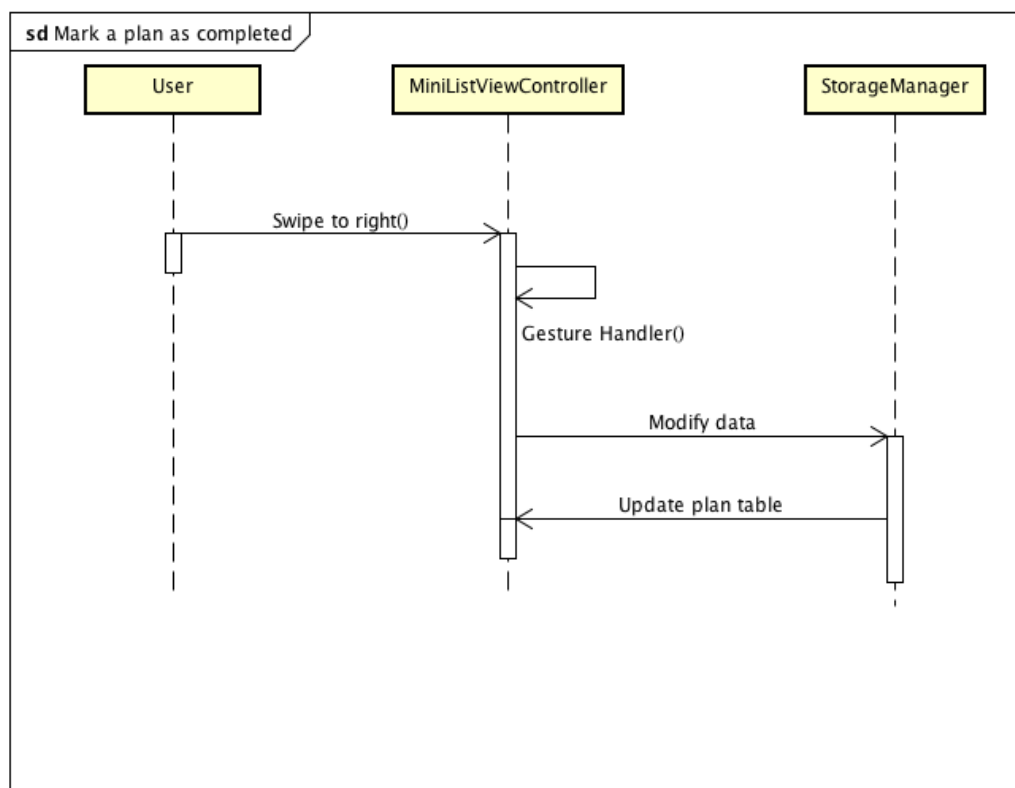 sd Mark a plan as completed
User
MiniListViewController
StorageManager
Swipe to right()
Gesture Handler()
Modify data
Update plan table